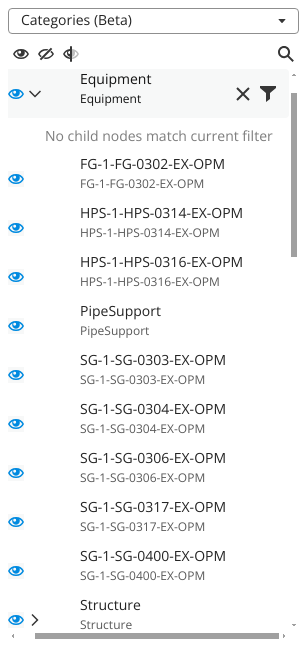 Categories (Beta)
Equipment
Equipment
No child nodes match current filter
FG-1-FG-0302-EX-OPM
FG-1-FG-0302-EX-OPM
HPS-1-HPS-0314-EX-OPM
HPS-1-HPS-0314-EX-OPM
HPS-1-HPS-0316-EX-OPM
HPS-1-HPS-0316-EX-OPM
PipeSupport
PipeSupport
SG-1-SG-0303-EX-OPM
SG-1-SG-0303-EX-OPM
SG-1-SG-0304-EX-OPM
SG-1-SG-0304-EX-OPM
SG-1-SG-0306-EX-OPM
SG-1-SG-0306-EX-OPM
SG-1-SG-0317-EX-OPM
SG-1-SG-0317-EX-OPM
SG-1-SG-0400-EX-OPM
SG-1-SG-0400-EX-OPM
Structure
Structure